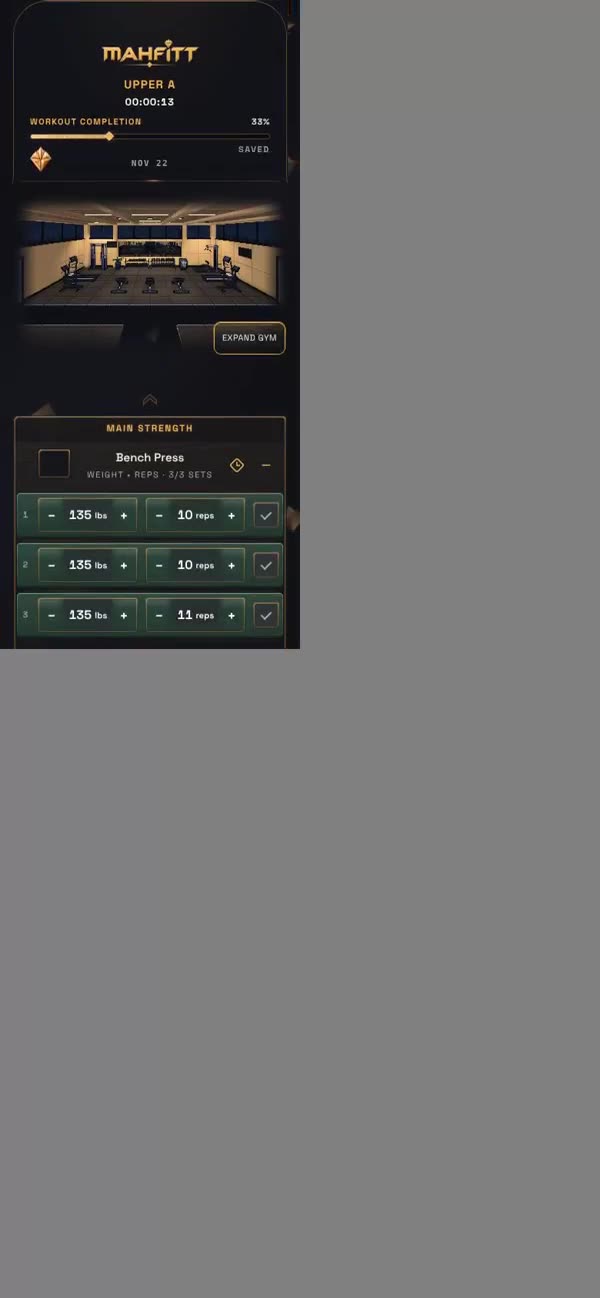 MAHFITT
UPPER A
00:00:13
WORKOUT COMPLETION 33%
SAVED
NOV 22
EXPAND GYM
MAIN STRENGTH
Bench Press
WEIGHT • REPS · 3/3 SETS
1 − 135 lbs + − 10 reps +
2 − 135 lbs + − 10 reps +
3 − 135 lbs + − 11 reps +